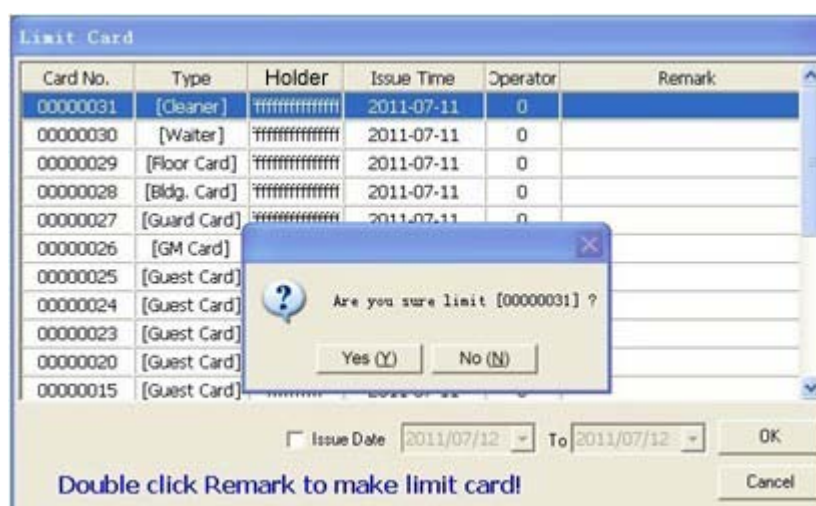 Limit Card
Card No. Type Holder Issue Time Operator Remark
00000031 [Cleaner] 2011-07-11 0
00000030 [Waiter] 2011-07-11 0
00000029 [Floor Card] 2011-07-11 0
00000028 [Bldg. Card] 2011-07-11 0
00000027 [Guard Card] 2011-07-11 0
00000026 [GM Card]
00000025 [Guest Card]
00000024 [Guest Card]
00000023 [Guest Card]
00000020 [Guest Card]
00000015 [Guest Card]
Are you sure limit [00000031] ?
Yes (Y) No (N)
Issue Date 2011/07/12 To 2011/07/12 OK
Double click Remark to make limit card! Cancel